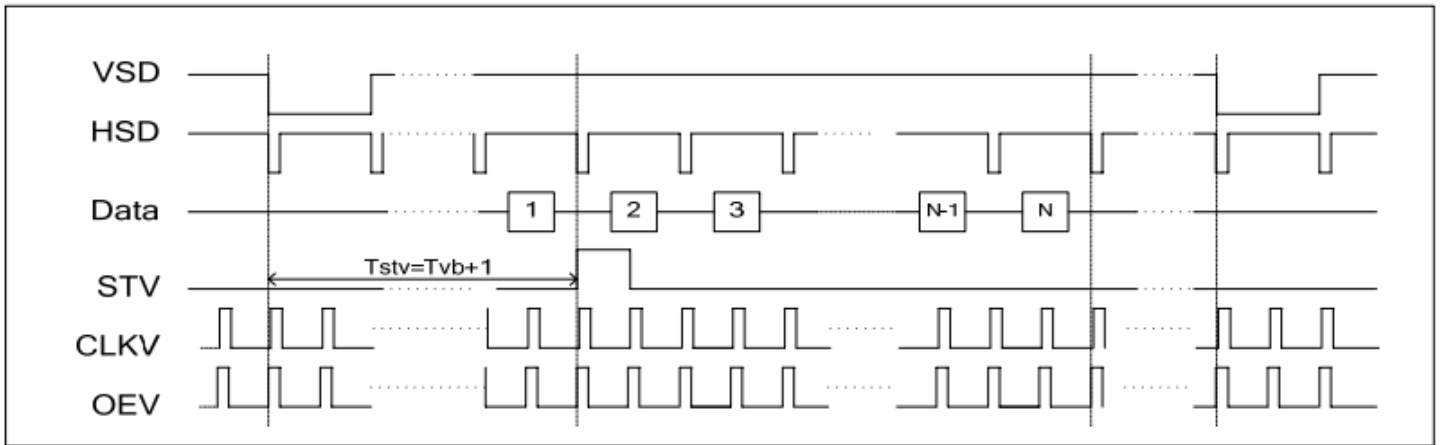 VSD
HSD
Data 1 2 3 N-1 N
Tstv=Tvb+1
STV
CLKV
OEV